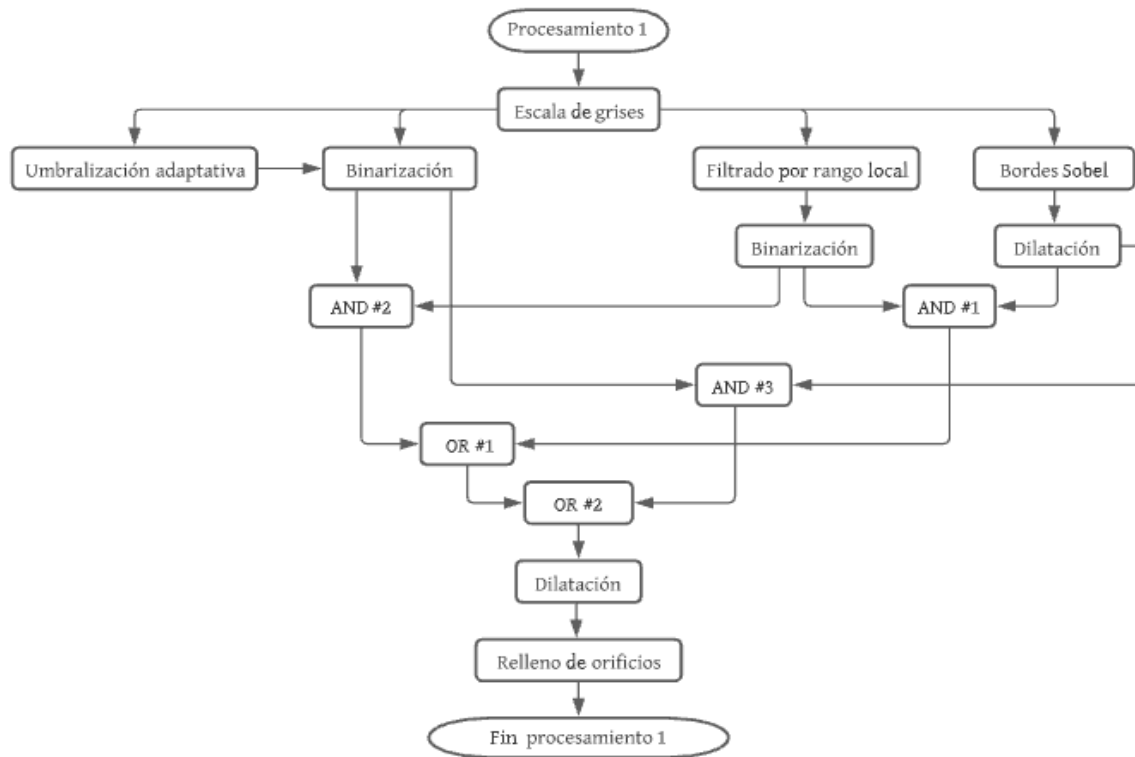 Procesamiento 1
Escala de grises
Umbralización adaptativa
Binarización
Filtrado por rango local
Bordes Sobel
Binarización
Dilatación
AND #2
AND #1
AND #3
OR #1
OR #2
Dilatación
Relleno de orificios
Fin procesamiento 1